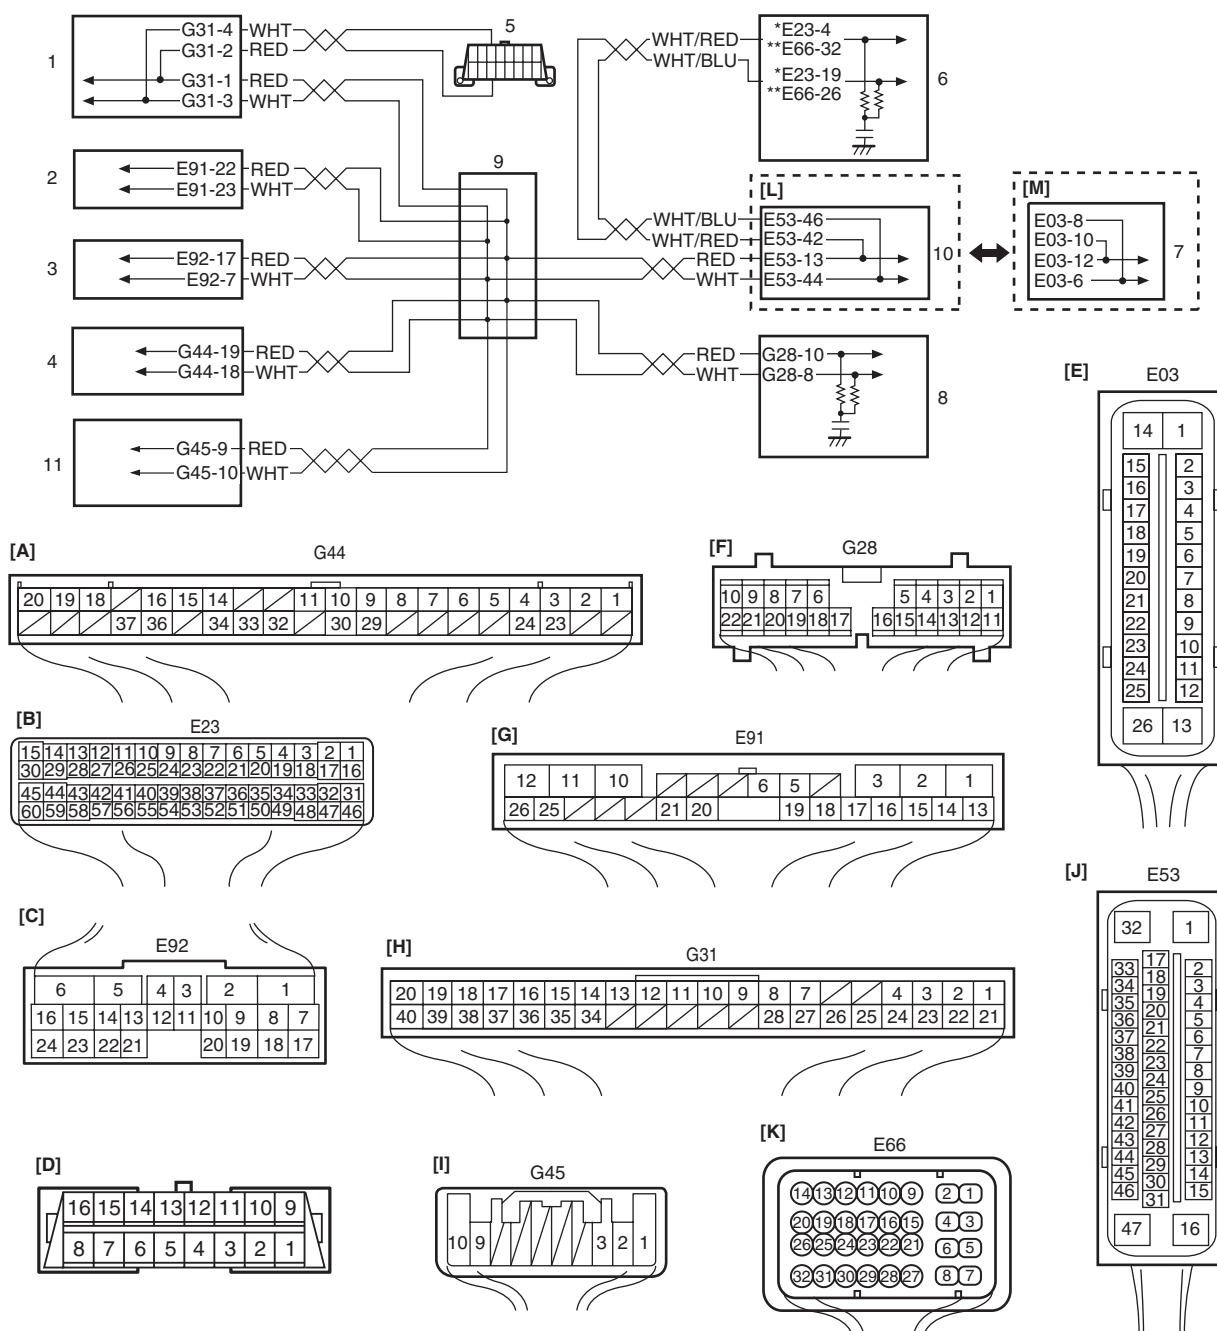 1
G31-4 WHT
G31-2 RED
G31-1 RED
G31-3 WHT
5
2
E91-22 RED
E91-23 WHT
3
E92-17 RED
E92-7 WHT
4
G44-19 RED
G44-18 WHT
11
G45-9 RED
G45-10 WHT
9
WHT/RED *E23-4
**E66-32
WHT/BLU *E23-19
**E66-26
6
[L]
WHT/BLU E53-46
WHT/RED E53-42
RED E53-13
WHT E53-44
10
[M]
E03-8
E03-10
E03-12
E03-6
7
RED G28-10
WHT G28-8
8
[A]
G44
20 19 18 16 15 14 11 10 9 8 7 6 5 4 3 2 1
37 36 34 33 32 30 29 24 23
[B]
E23
15 14 13 12 11 10 9 8 7 6 5 4 3 2 1
30 29 28 27 26 25 24 23 22 21 20 19 18 17 16
45 44 43 42 41 40 39 38 37 36 35 34 33 32 31
60 59 58 57 56 55 54 53 52 51 50 49 48 47 46
[C]
E92
6 5 4 3 2 1
16 15 14 13 12 11 10 9 8 7
24 23 22 21 20 19 18 17
[D]
16 15 14 13 12 11 10 9
8 7 6 5 4 3 2 1
[F]
G28
10 9 8 7 6 5 4 3 2 1
22 21 20 19 18 17 16 15 14 13 12 11
[G]
E91
12 11 10 6 5 3 2 1
26 25 21 20 19 18 17 16 15 14 13
[H]
G31
20 19 18 17 16 15 14 13 12 11 10 9 8 7 4 3 2 1
40 39 38 37 36 35 34 28 27 26 25 24 23 22 21
[I]
G45
10 9 3 2 1
[K]
E66
14 13 12 11 10 9 2 1
20 19 18 17 16 15 4 3
26 25 24 23 22 21 6 5
32 31 30 29 28 27 8 7
[E]
E03
14 1
15 2
16 3
17 4
18 5
19 6
20 7
21 8
22 9
23 10
24 11
25 12
26 13
[J]
E53
32 1
33 17 2
34 18 3
35 19 4
36 20 5
37 21 6
38 22 7
39 23 8
40 24 9
41 25 10
42 26 11
43 27 12
44 28 13
45 29 14
46 30 15
31
47 16